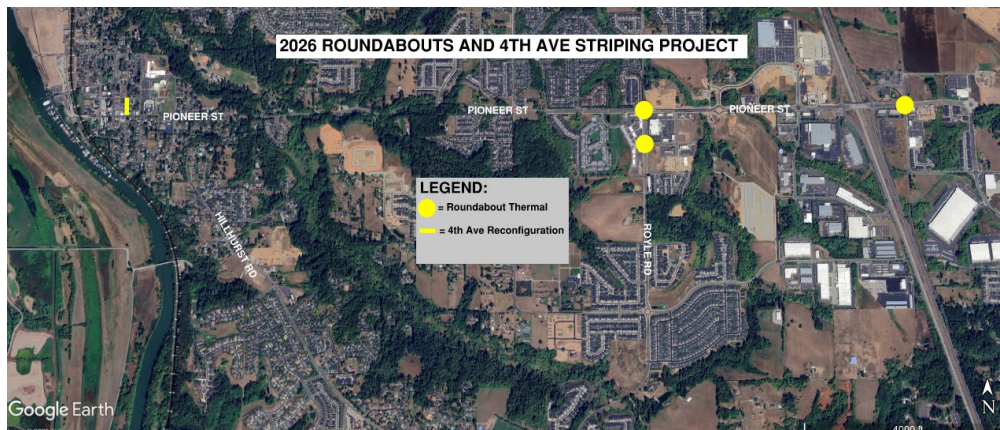 2026 ROUNDABOUTS AND 4TH AVE STRIPING PROJECT
PIONEER ST
PIONEER ST
PIONEER ST
LEGEND:
= Roundabout Thermal
= 4th Ave Reconfiguration
HILLHURST RD
ROYLE RD
Google Earth
N